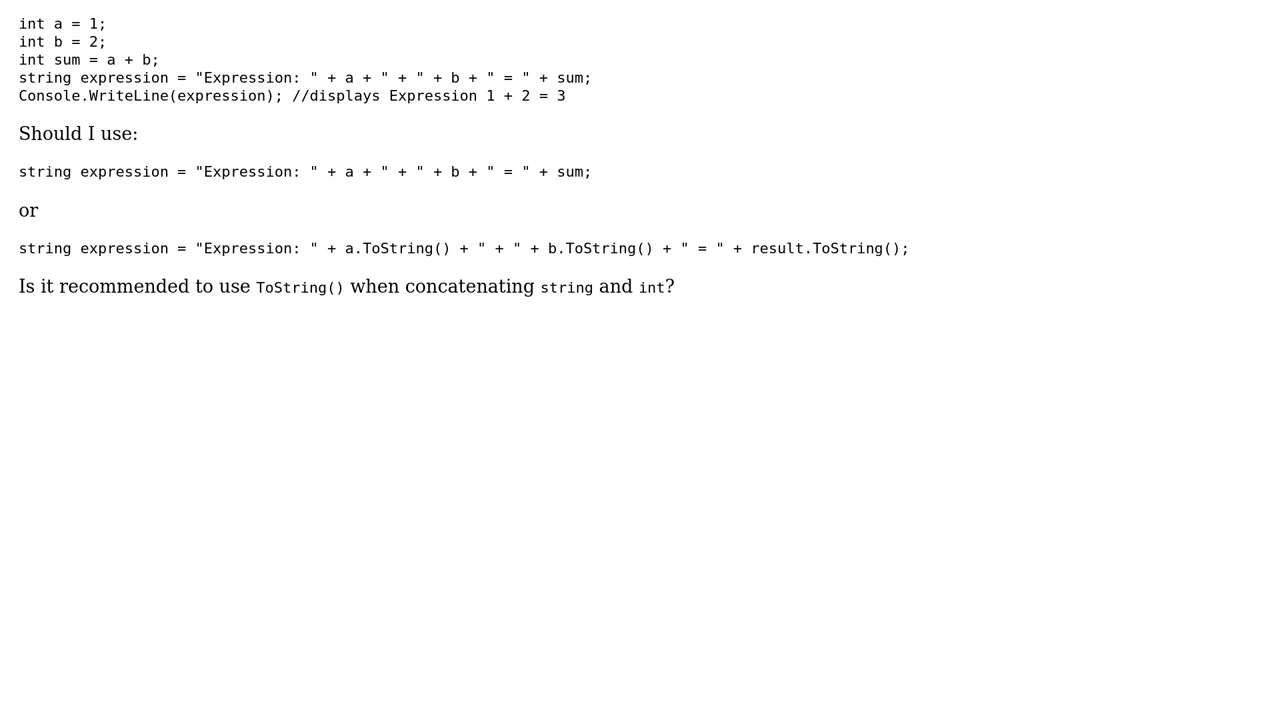 int a = 1;
int b = 2;
int sum = a + b;
string expression = "Expression: " + a + " + " + b + " = " + sum;
Console.WriteLine(expression); //displays Expression 1 + 2 = 3
Should I use:
string expression = "Expression: " + a + " + " + b + " = " + sum;
or
string expression = "Expression: " + a.ToString() + " + " + b.ToString() + " = " + result.ToString();
Is it recommended to use ToString() when concatenating string and int?